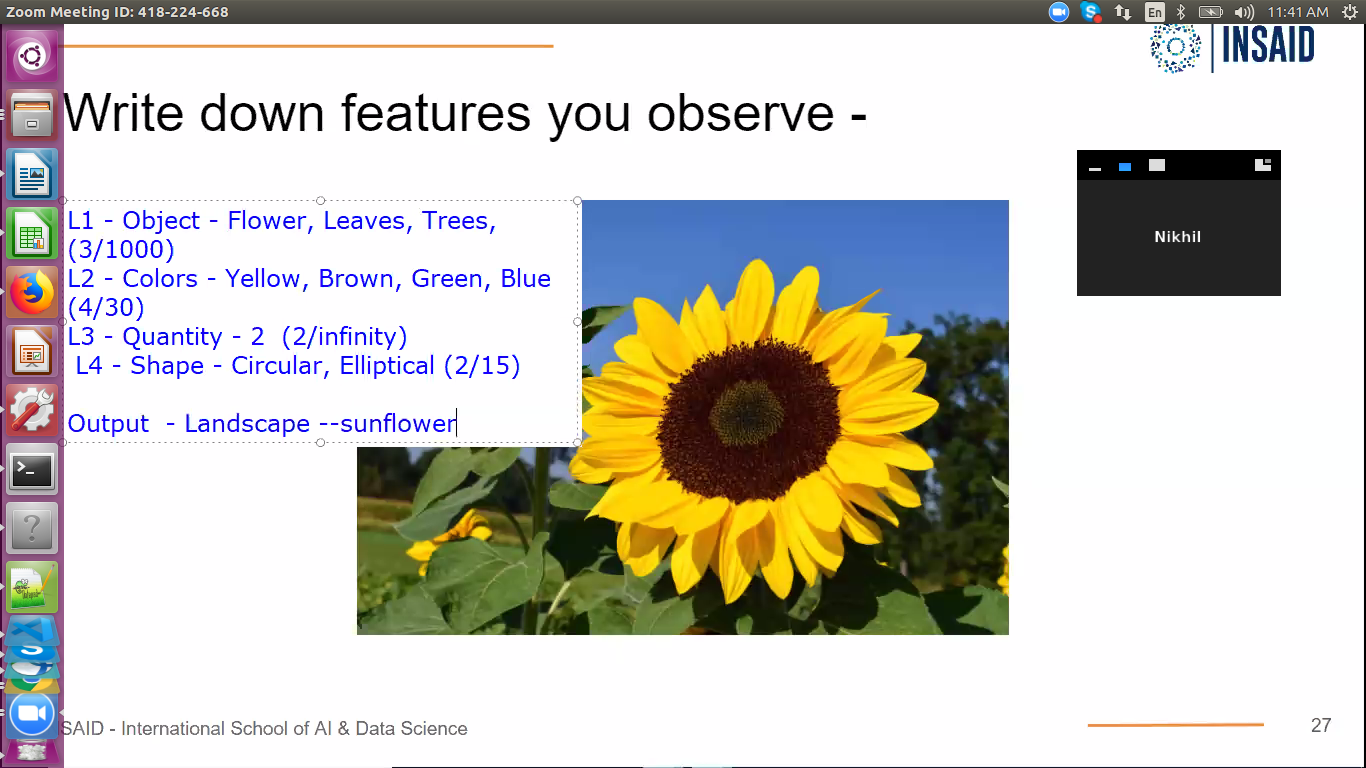 Zoom Meeting ID: 418-224-668
En
11:41 AM
INSAID
Write down features you observe -
L1 - Object - Flower, Leaves, Trees,
(3/1000)
L2 - Colors - Yellow, Brown, Green, Blue
(4/30)
L3 - Quantity - 2  (2/infinity)
L4 - Shape - Circular, Elliptical (2/15)
Output  - Landscape --sunflower
Nikhil
SAID - International School of AI & Data Science
27